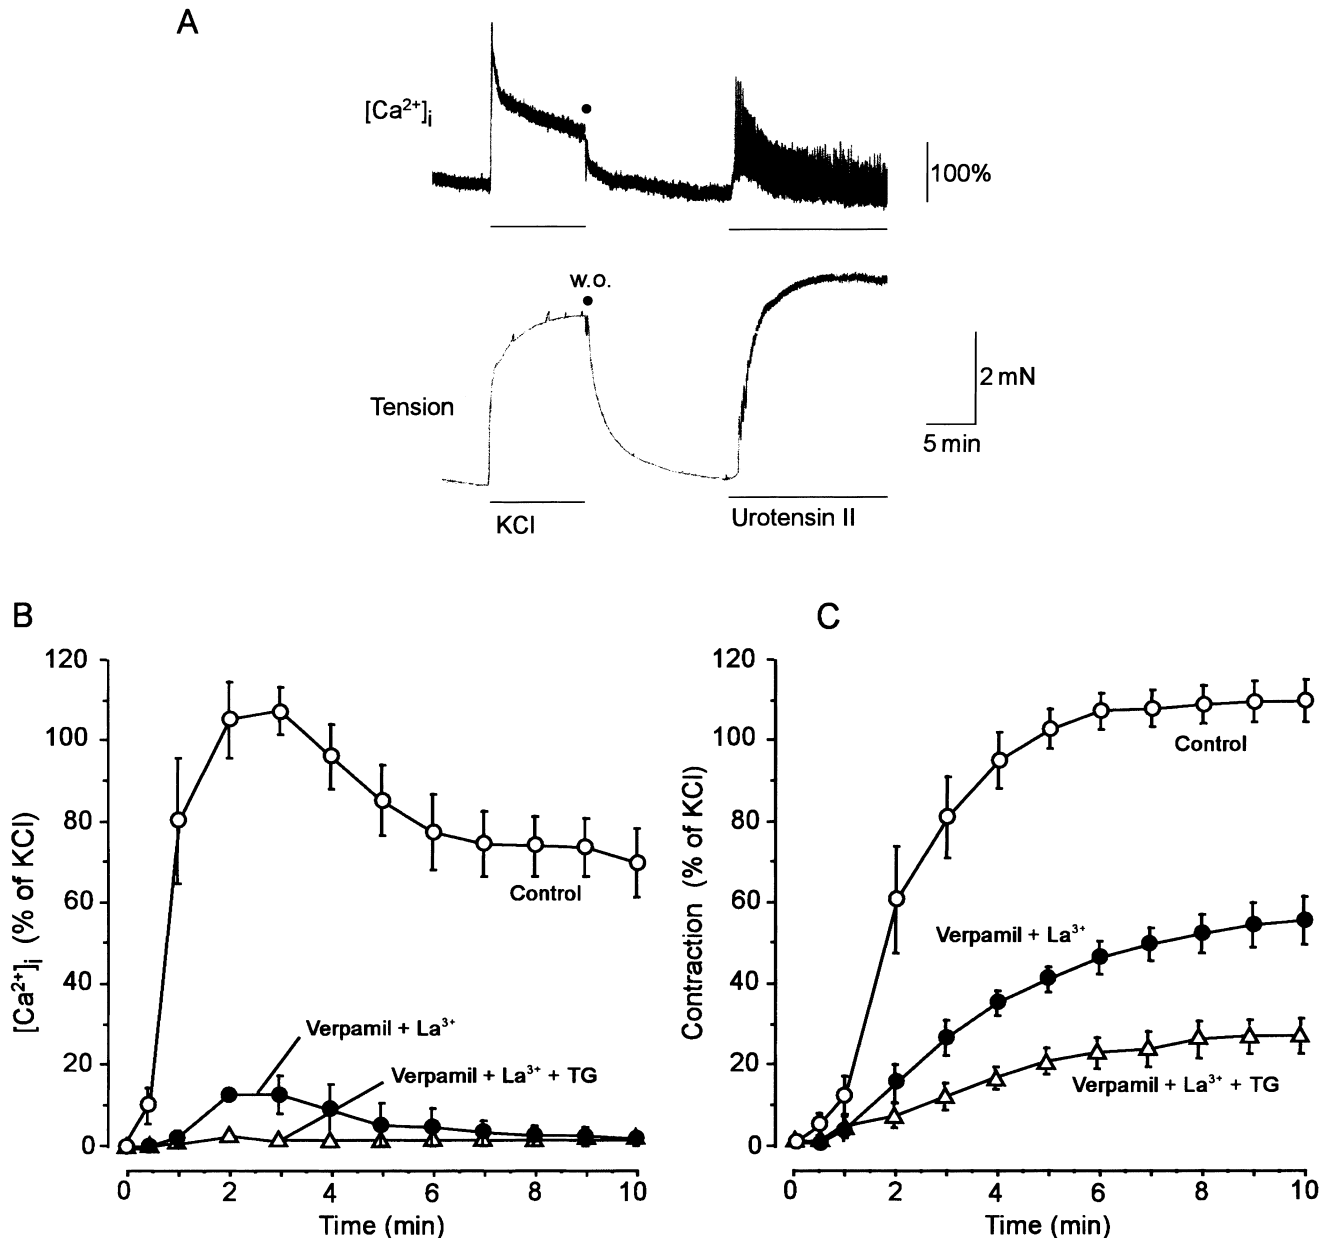 A
[Ca²⁺]i
100%
w.o.
Tension
2 mN
5 min
KCl
Urotensin II
B
[Ca²⁺]i (% of KCl)
120
100
80
60
40
20
0
Control
Verpamil + La³⁺
Verpamil + La³⁺ + TG
0 2 4 6 8 10
Time (min)
C
Contraction (% of KCl)
120
100
80
60
40
20
0
Control
Verpamil + La³⁺
Verpamil + La³⁺ + TG
0 2 4 6 8 10
Time (min)